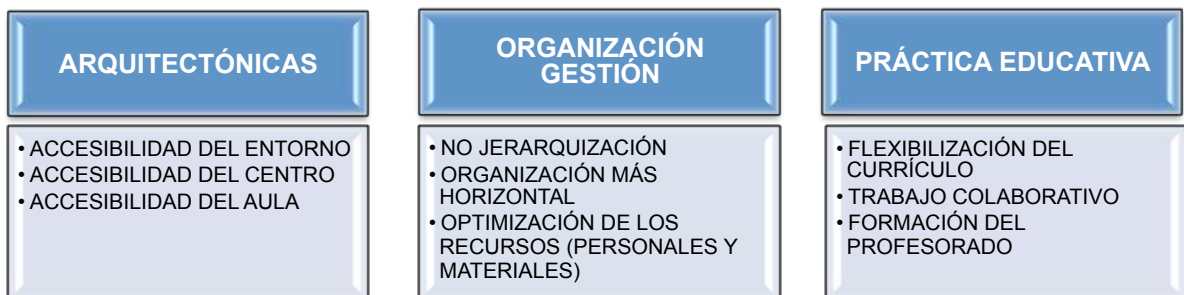 ARQUITECTÓNICAS
• ACCESIBILIDAD DEL ENTORNO
• ACCESIBILIDAD DEL CENTRO
• ACCESIBILIDAD DEL AULA
ORGANIZACIÓN
GESTIÓN
• NO JERARQUIZACIÓN
• ORGANIZACIÓN MÁS
HORIZONTAL
• OPTIMIZACIÓN DE LOS
RECURSOS (PERSONALES Y
MATERIALES)
PRÁCTICA EDUCATIVA
• FLEXIBILIZACIÓN DEL
CURRÍCULO
• TRABAJO COLABORATIVO
• FORMACIÓN DEL
PROFESORADO